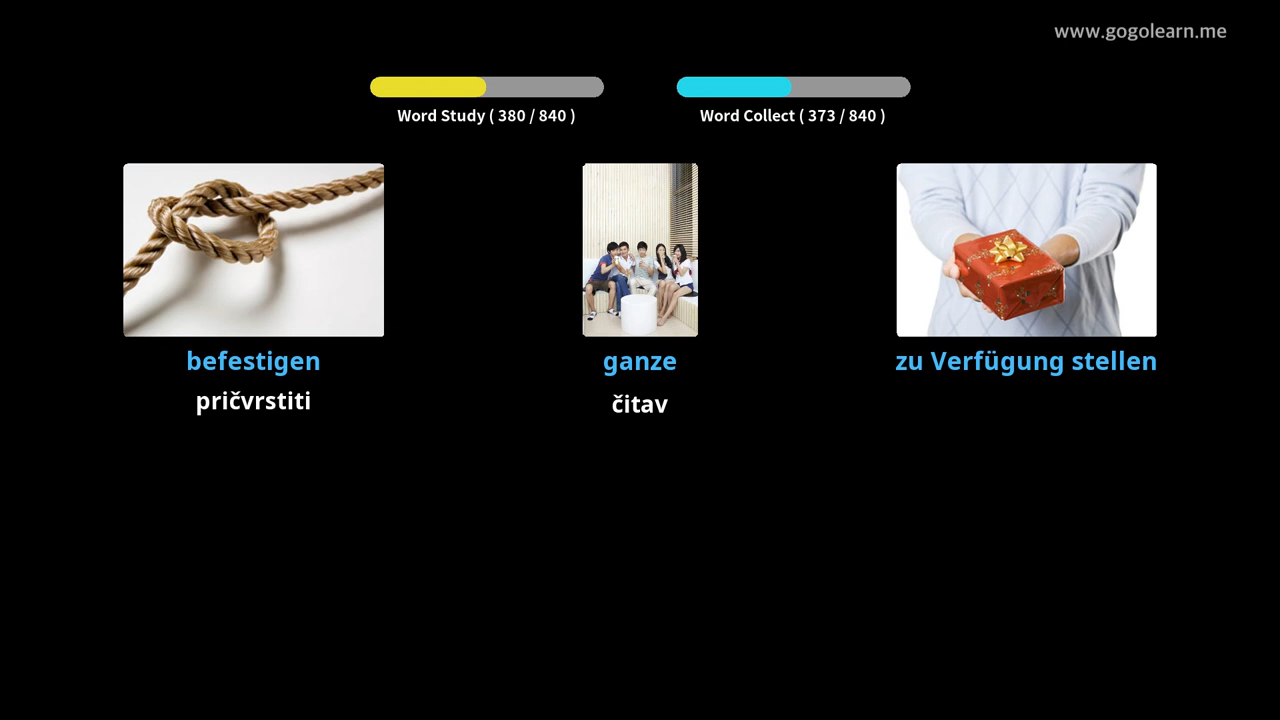 www.gogolearn.me
Word Study ( 380 / 840 )
Word Collect ( 373 / 840 )
befestigen
ganze
zu Verfügung stellen
pričvrstiti
čitav